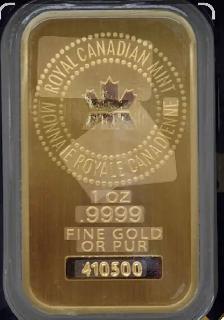 ROYAL CANADIAN MINT
MONNAIE ROYALE CANADIENNE
1 OZ
.9999
FINE GOLD
OR PUR
410500